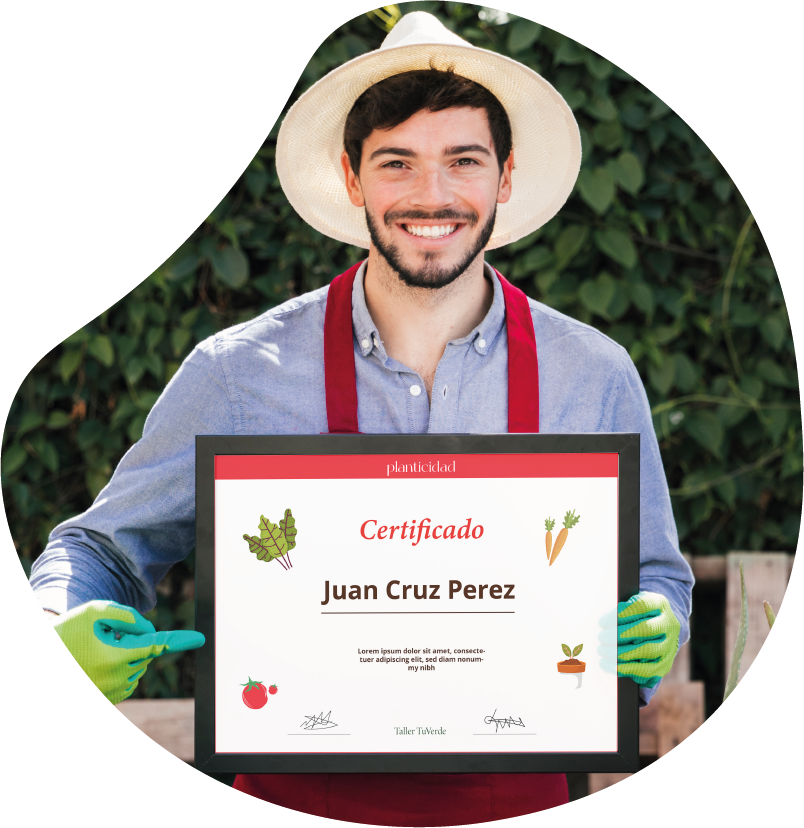 planticidad
Certificado
Juan Cruz Perez
Lorem ipsum dolor sit amet, consecte-
tuer adipiscing elit, sed diam nonum-
my nibh
Taller TuVerde